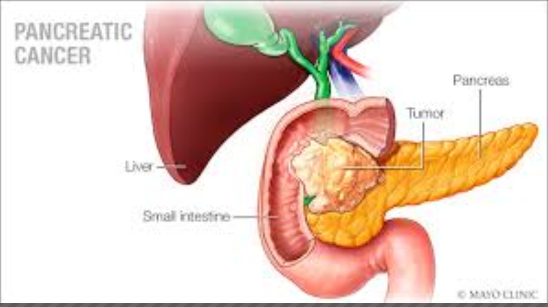 PANCREATIC
CANCER
Pancreas
Tumor
Liver
Small intestine
© MAYO CLINIC